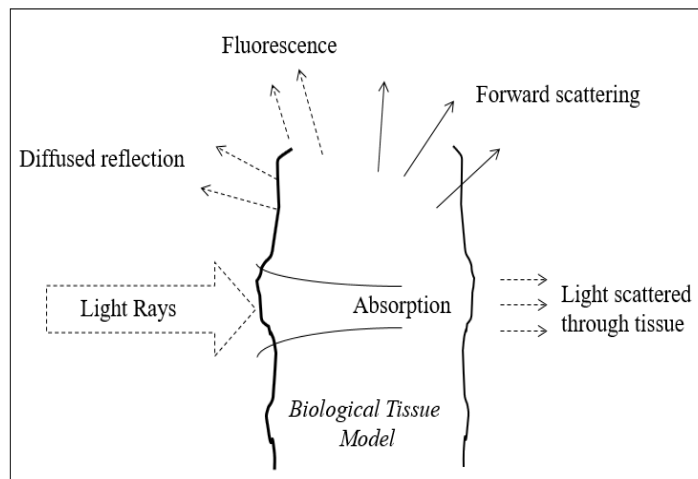 Fluorescence
Forward scattering
Diffused reflection
Light Rays
Absorption
Light scattered
through tissue
Biological Tissue
Model